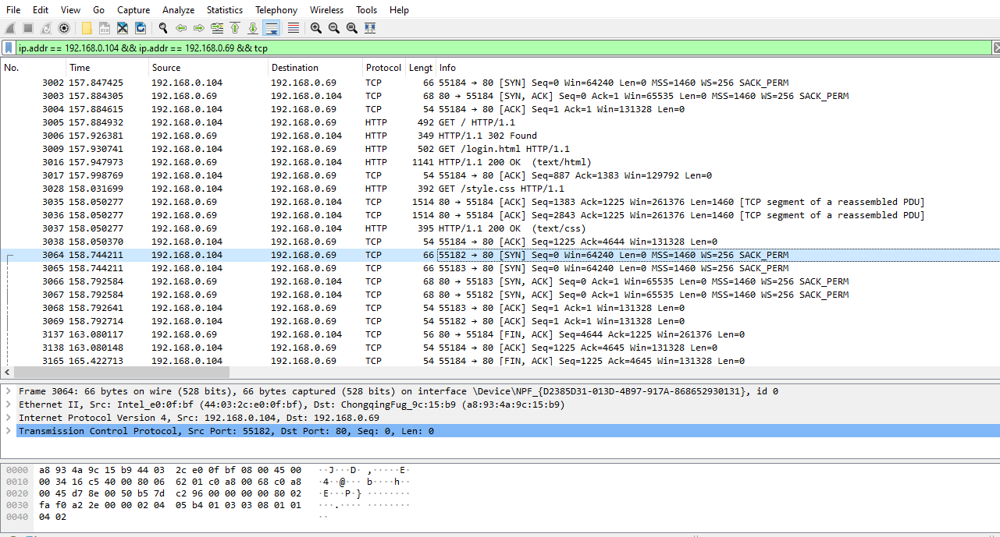 File Edit View Go Capture Analyze Statistics Telephony Wireless Tools Help
ip.addr == 192.168.0.104 && ip.addr == 192.168.0.69 && tcp
No. Time Source Destination Protocol Lengt Info
3002 157.847425 192.168.0.104 192.168.0.69 TCP 66 55184 → 80 [SYN] Seq=0 Win=64240 Len=0 MSS=1460 WS=256 SACK_PERM
3003 157.884305 192.168.0.69 192.168.0.104 TCP 68 80 → 55184 [SYN, ACK] Seq=0 Ack=1 Win=65535 Len=0 MSS=1460 WS=256 SACK_PERM
3004 157.884615 192.168.0.104 192.168.0.69 TCP 54 55184 → 80 [ACK] Seq=1 Ack=1 Win=131328 Len=0
3005 157.884932 192.168.0.104 192.168.0.69 HTTP 492 GET / HTTP/1.1
3006 157.926381 192.168.0.69 192.168.0.104 HTTP 349 HTTP/1.1 302 Found
3009 157.930741 192.168.0.104 192.168.0.69 HTTP 502 GET /login.html HTTP/1.1
3016 157.947973 192.168.0.69 192.168.0.104 HTTP 1141 HTTP/1.1 200 OK (text/html)
3017 157.998769 192.168.0.104 192.168.0.69 TCP 54 55184 → 80 [ACK] Seq=887 Ack=1383 Win=129792 Len=0
3028 158.031699 192.168.0.104 192.168.0.69 HTTP 392 GET /style.css HTTP/1.1
3035 158.050277 192.168.0.69 192.168.0.104 TCP 1514 80 → 55184 [ACK] Seq=1383 Ack=1225 Win=261376 Len=1460 [TCP segment of a reassembled PDU]
3036 158.050277 192.168.0.69 192.168.0.104 TCP 1514 80 → 55184 [ACK] Seq=2843 Ack=1225 Win=261376 Len=1460 [TCP segment of a reassembled PDU]
3037 158.050277 192.168.0.69 192.168.0.104 HTTP 395 HTTP/1.1 200 OK (text/css)
3038 158.050370 192.168.0.104 192.168.0.69 TCP 54 55184 → 80 [ACK] Seq=1225 Ack=4644 Win=131328 Len=0
3064 158.744211 192.168.0.104 192.168.0.69 TCP 66 55182 → 80 [SYN] Seq=0 Win=64240 Len=0 MSS=1460 WS=256 SACK_PERM
3065 158.744211 192.168.0.104 192.168.0.69 TCP 66 55183 → 80 [SYN] Seq=0 Win=64240 Len=0 MSS=1460 WS=256 SACK_PERM
3066 158.792584 192.168.0.69 192.168.0.104 TCP 68 80 → 55183 [SYN, ACK] Seq=0 Ack=1 Win=65535 Len=0 MSS=1460 WS=256 SACK_PERM
3067 158.792584 192.168.0.69 192.168.0.104 TCP 68 80 → 55182 [SYN, ACK] Seq=0 Ack=1 Win=65535 Len=0 MSS=1460 WS=256 SACK_PERM
3068 158.792641 192.168.0.104 192.168.0.69 TCP 54 55183 → 80 [ACK] Seq=1 Ack=1 Win=131328 Len=0
3069 158.792714 192.168.0.104 192.168.0.69 TCP 54 55182 → 80 [ACK] Seq=1 Ack=1 Win=131328 Len=0
3137 163.080117 192.168.0.69 192.168.0.104 TCP 56 80 → 55184 [FIN, ACK] Seq=4644 Ack=1225 Win=261376 Len=0
3138 163.080148 192.168.0.104 192.168.0.69 TCP 54 55184 → 80 [ACK] Seq=1225 Ack=4645 Win=131328 Len=0
3165 165.422713 192.168.0.104 192.168.0.69 TCP 54 55184 → 80 [FIN, ACK] Seq=1225 Ack=4645 Win=131328 Len=0
Frame 3064: 66 bytes on wire (528 bits), 66 bytes captured (528 bits) on interface \Device\NPF_{D2385D31-013D-4B97-917A-868652930131}, id 0
Ethernet II, Src: Intel_e0:0f:bf (44:03:2c:e0:0f:bf), Dst: ChongqingFug_9c:15:b9 (a8:93:4a:9c:15:b9)
Internet Protocol Version 4, Src: 192.168.0.104, Dst: 192.168.0.69
Transmission Control Protocol, Src Port: 55182, Dst Port: 80, Seq: 0, Len: 0
0000 a8 93 4a 9c 15 b9 44 03 2c e0 0f bf 08 00 45 00 ··J···D· ,·····E·
0010 00 34 16 c5 40 00 80 06 62 01 c0 a8 00 68 c0 a8 ·4··@··· b····h··
0020 00 45 d7 8e 00 50 b5 7d c2 96 00 00 00 00 80 02 ·E···P·} ········
0030 fa f0 a2 2e 00 00 02 04 05 b4 01 03 03 08 01 01 ···.···· ········
0040 04 02 ··